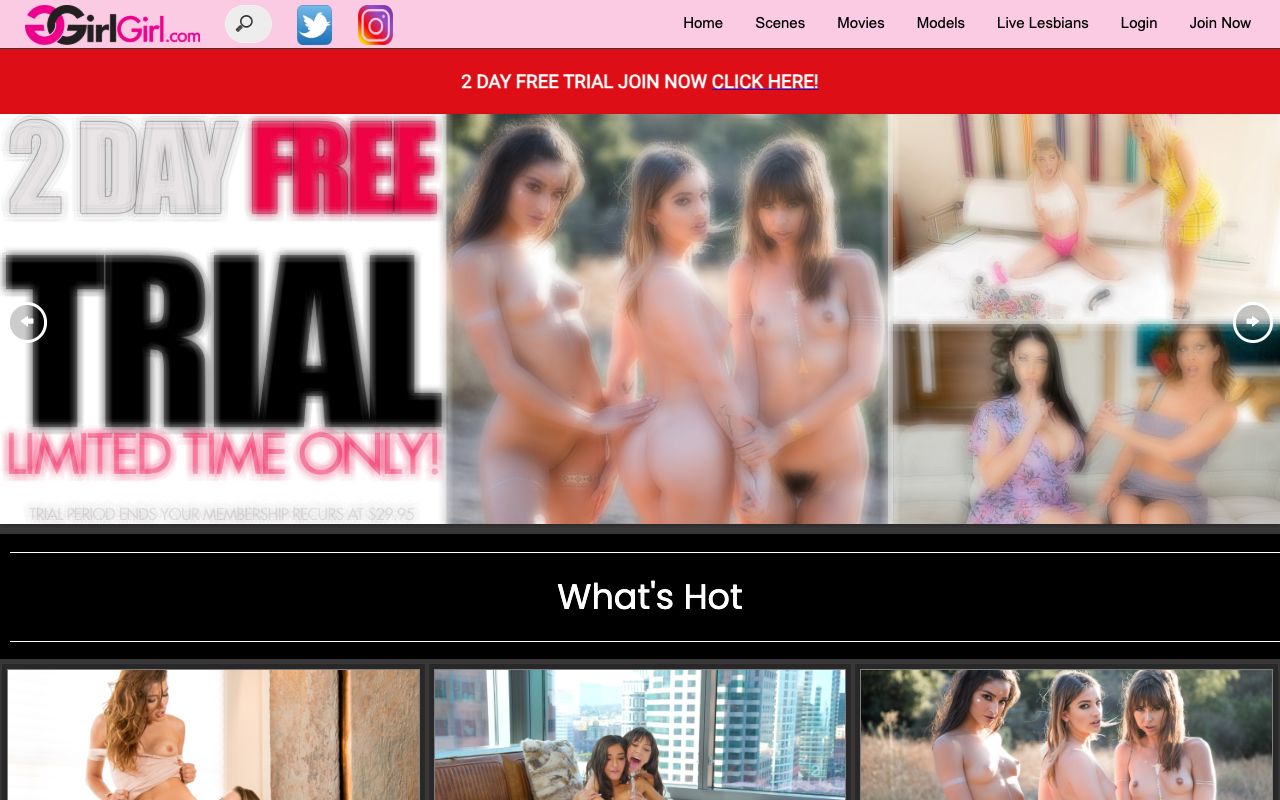 GirlGirl.com
Home Scenes Movies Models Live Lesbians Login Join Now
2 DAY FREE TRIAL JOIN NOW CLICK HERE!
2 DAY FREE
TRIAL
LIMITED TIME ONLY!
TRIAL PERIOD ENDS YOUR MEMBERSHIP RECURS AT $29.95
What's Hot